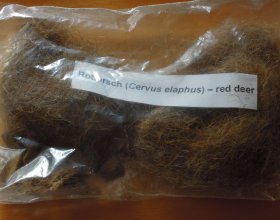 Rothirsch (Cervus elaphus) – red deer